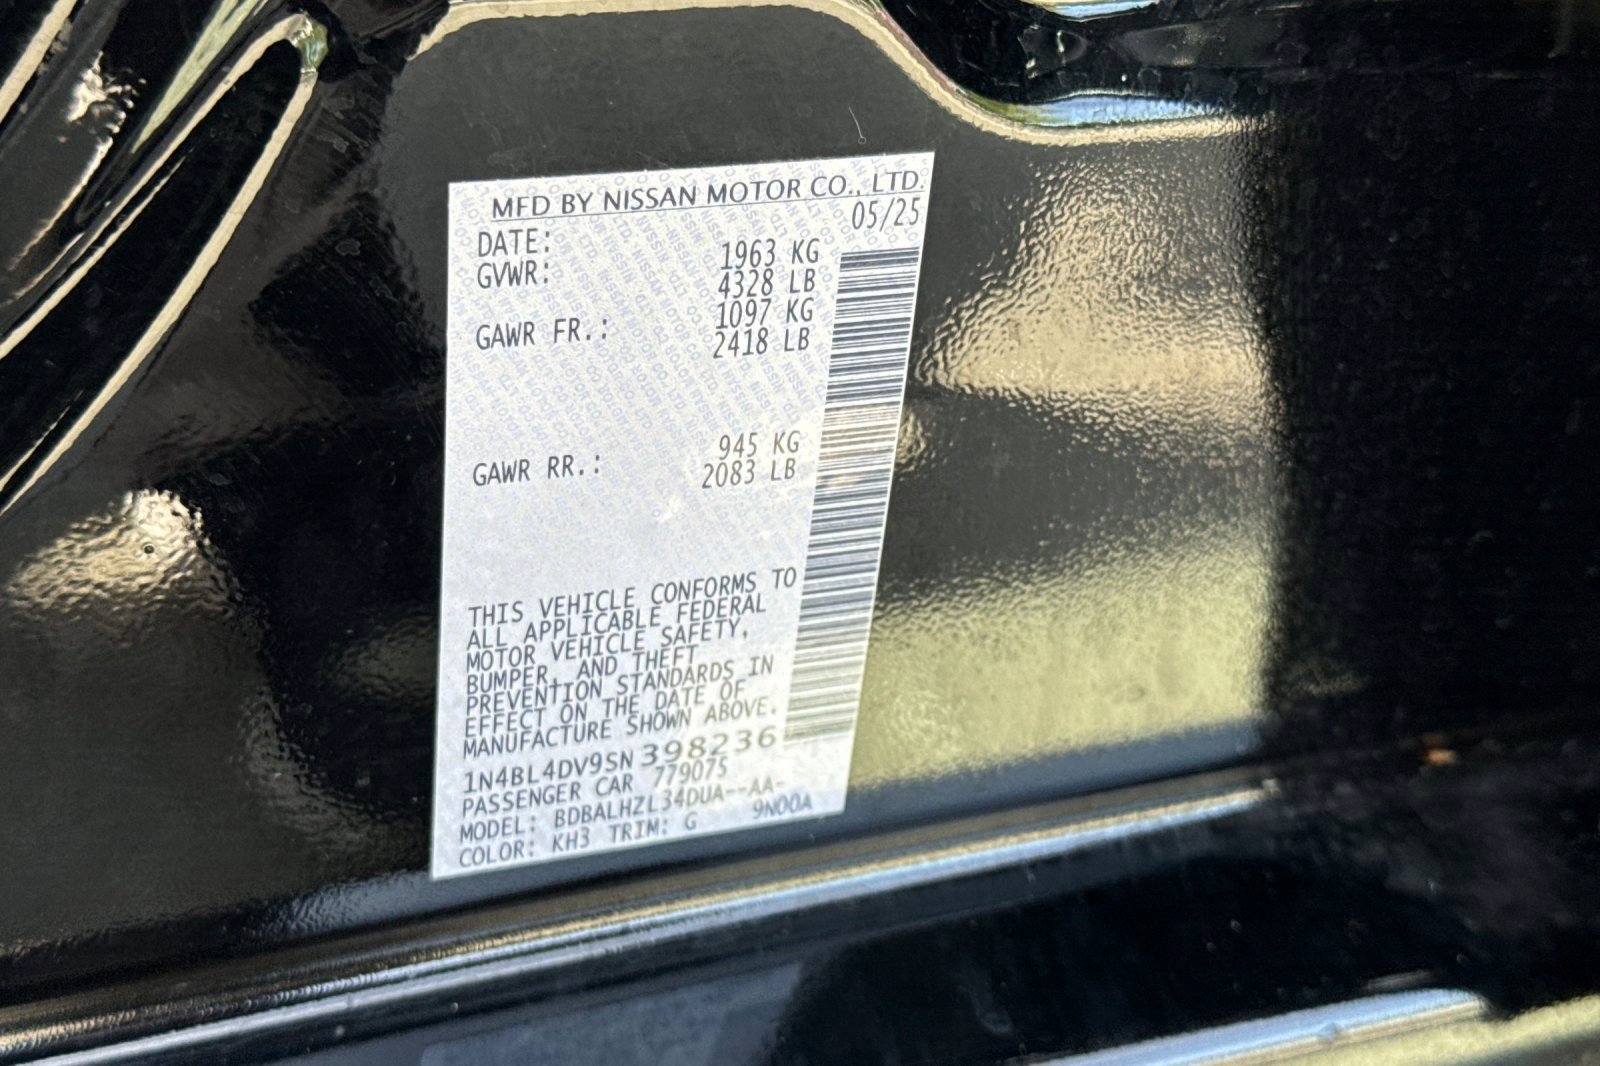 MFD BY NISSAN MOTOR CO., LTD.
DATE: 05/25
GVWR: 1963 KG
4328 LB
GAWR FR.: 1097 KG
2418 LB
GAWR RR.: 945 KG
2083 LB
THIS VEHICLE CONFORMS TO
ALL APPLICABLE FEDERAL
MOTOR VEHICLE SAFETY,
BUMPER, AND THEFT
PREVENTION STANDARDS IN
EFFECT ON THE DATE OF
MANUFACTURE SHOWN ABOVE.
1N4BL4DV9SN398236
PASSENGER CAR 779075
MODEL: BDBALHZL34DUA--AA-
COLOR: KH3 TRIM: G 9N00A